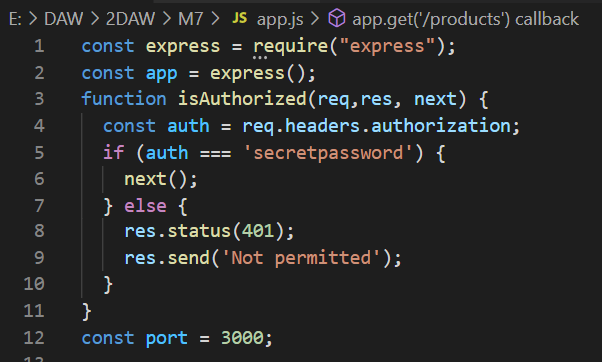 E: > DAW > 2DAW > M7 > JS app.js > app.get('/products') callback
1 const express = require("express");
2 const app = express();
3 function isAuthorized(req,res, next) {
4 const auth = req.headers.authorization;
5 if (auth === 'secretpassword') {
6 next();
7 } else {
8 res.status(401);
9 res.send('Not permitted');
10 }
11 }
12 const port = 3000;